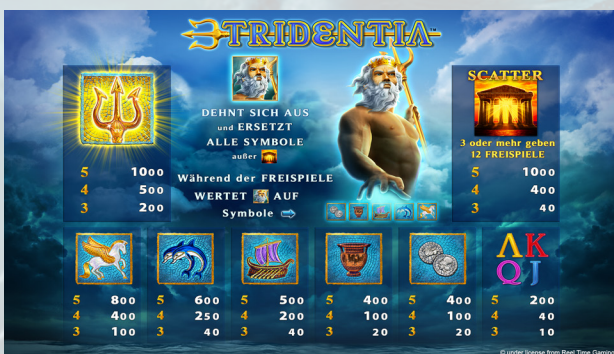 TRIDENTIA™
DEHNT SICH AUS
und ERSETZT
ALLE SYMBOLE
außer
Während der FREISPIELE
WERTET AUF
Symbole
5 1000
4 500
3 200
SCATTER
3 oder mehr geben
12 FREISPIELE
5 1000
4 400
3 40
5 800
4 400
3 100
5 600
4 250
3 40
5 500
4 200
3 40
5 400
4 100
3 20
5 400
4 100
3 20
A K
Q J
5 200
4 40
3 10
© under license from Reel Time Gaming